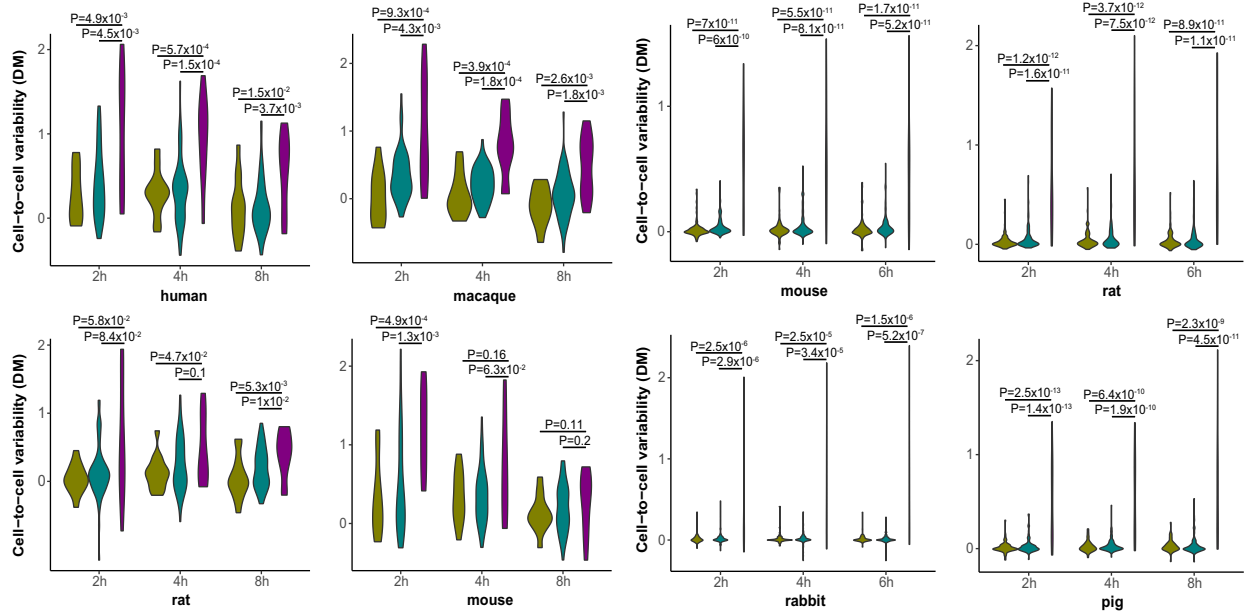 Cell−to−cell variability (DM)
2
1
0
P=4.9x10-3
P=4.5x10-3
P=5.7x10-4
P=1.5x10-4
P=1.5x10-2
P=3.7x10-3
2h 4h 8h
human
2
1
0
P=9.3x10-4
P=4.3x10-3
P=3.9x10-4
P=1.8x10-4
P=2.6x10-3
P=1.8x10-3
2h 4h 8h
macaque
Cell−to−cell variability (DM)
1
0
P=7x10-11
P=6x10-10
P=5.5x10-11
P=8.1x10-11
P=1.7x10-11
P=5.2x10-11
2h 4h 6h
mouse
2
1
0
P=1.2x10-12
P=1.6x10-11
P=3.7x10-12
P=7.5x10-12
P=8.9x10-11
P=1.1x10-11
2h 4h 6h
rat
Cell−to−cell variability (DM)
2
1
0
P=5.8x10-2
P=8.4x10-2
P=4.7x10-2
P=0.1
P=5.3x10-3
P=1x10-2
2h 4h 8h
rat
2
1
0
P=4.9x10-4
P=1.3x10-3
P=0.16
P=6.3x10-2
P=0.11
P=0.2
2h 4h 8h
mouse
Cell−to−cell variability (DM)
2
1
0
P=2.5x10-6
P=2.9x10-6
P=2.5x10-5
P=3.4x10-5
P=1.5x10-6
P=5.2x10-7
2h 4h 6h
rabbit
2
1
0
P=2.5x10-13
P=1.4x10-13
P=6.4x10-10
P=1.9x10-10
P=2.3x10-9
P=4.5x10-11
2h 4h 8h
pig